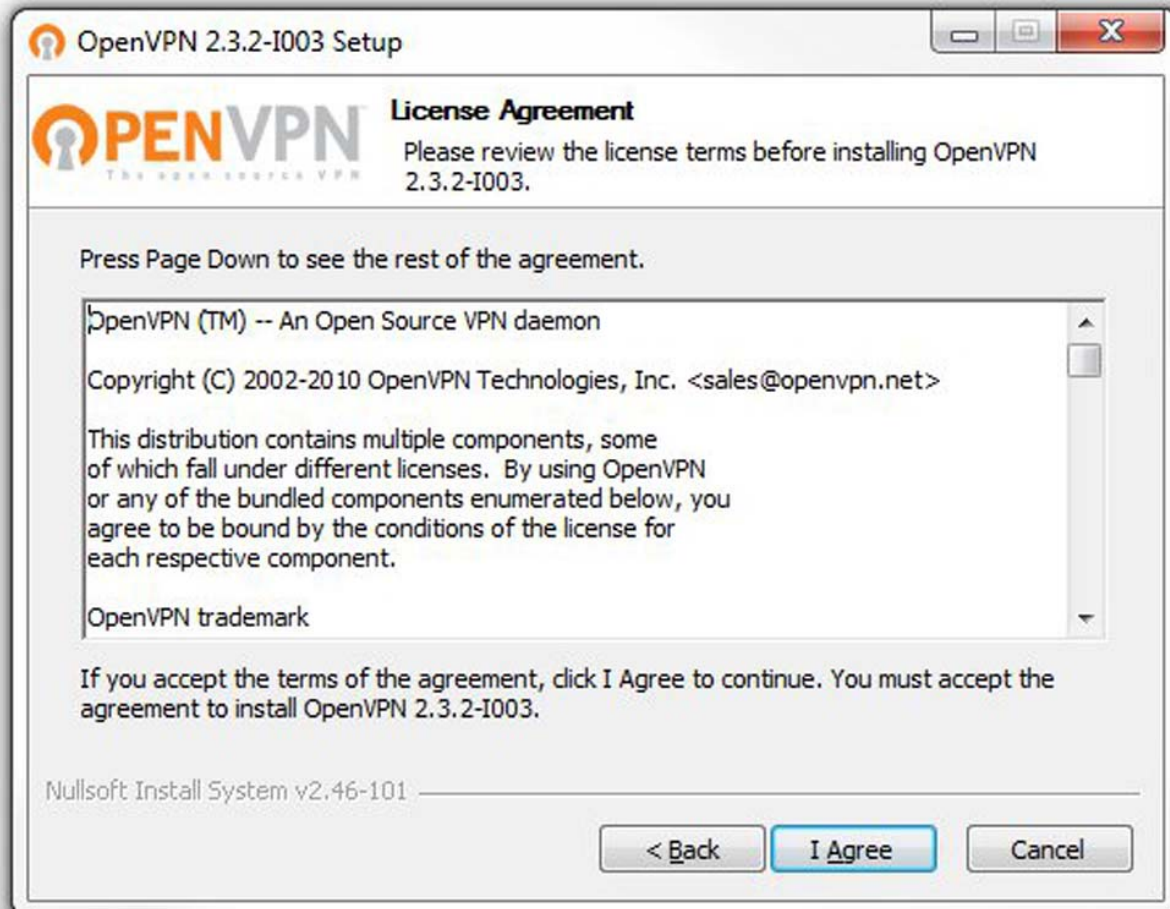 OpenVPN 2.3.2-I003 Setup
OPENVPN™
The open source VPN
License Agreement
Please review the license terms before installing OpenVPN
2.3.2-I003.
Press Page Down to see the rest of the agreement.
OpenVPN (TM) -- An Open Source VPN daemon
Copyright (C) 2002-2010 OpenVPN Technologies, Inc. <sales@openvpn.net>
This distribution contains multiple components, some
of which fall under different licenses.  By using OpenVPN
or any of the bundled components enumerated below, you
agree to be bound by the conditions of the license for
each respective component.
OpenVPN trademark
If you accept the terms of the agreement, click I Agree to continue. You must accept the
agreement to install OpenVPN 2.3.2-I003.
Nullsoft Install System v2.46-101
< Back
I Agree
Cancel